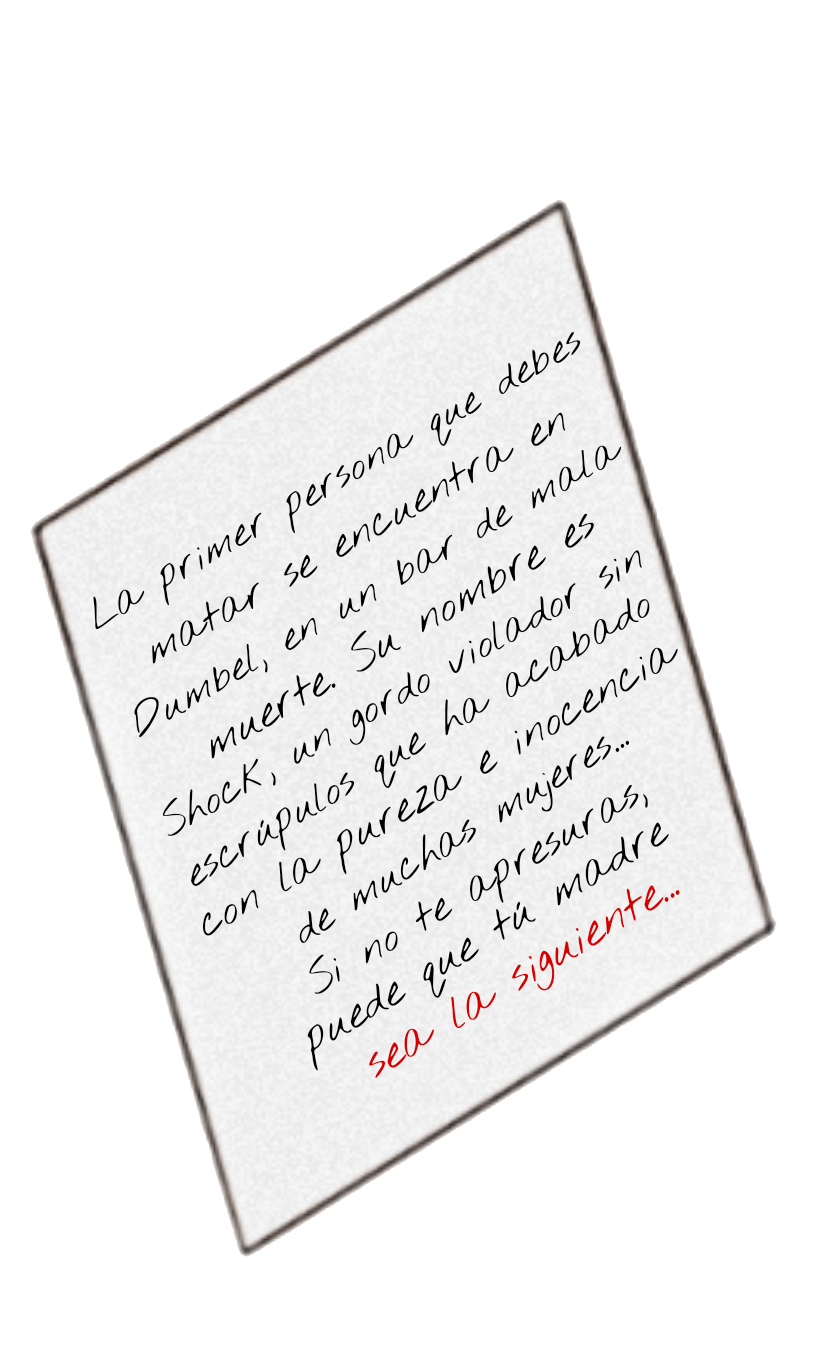 La primer persona que debes
matar se encuentra en
Dumbel, en un bar de mala
muerte. Su nombre es
Shock, un gordo violador sin
escrúpulos que ha acabado
con la pureza e inocencia
de muchas mujeres...
Si no te apresuras,
puede que tú madre
sea la siguiente...